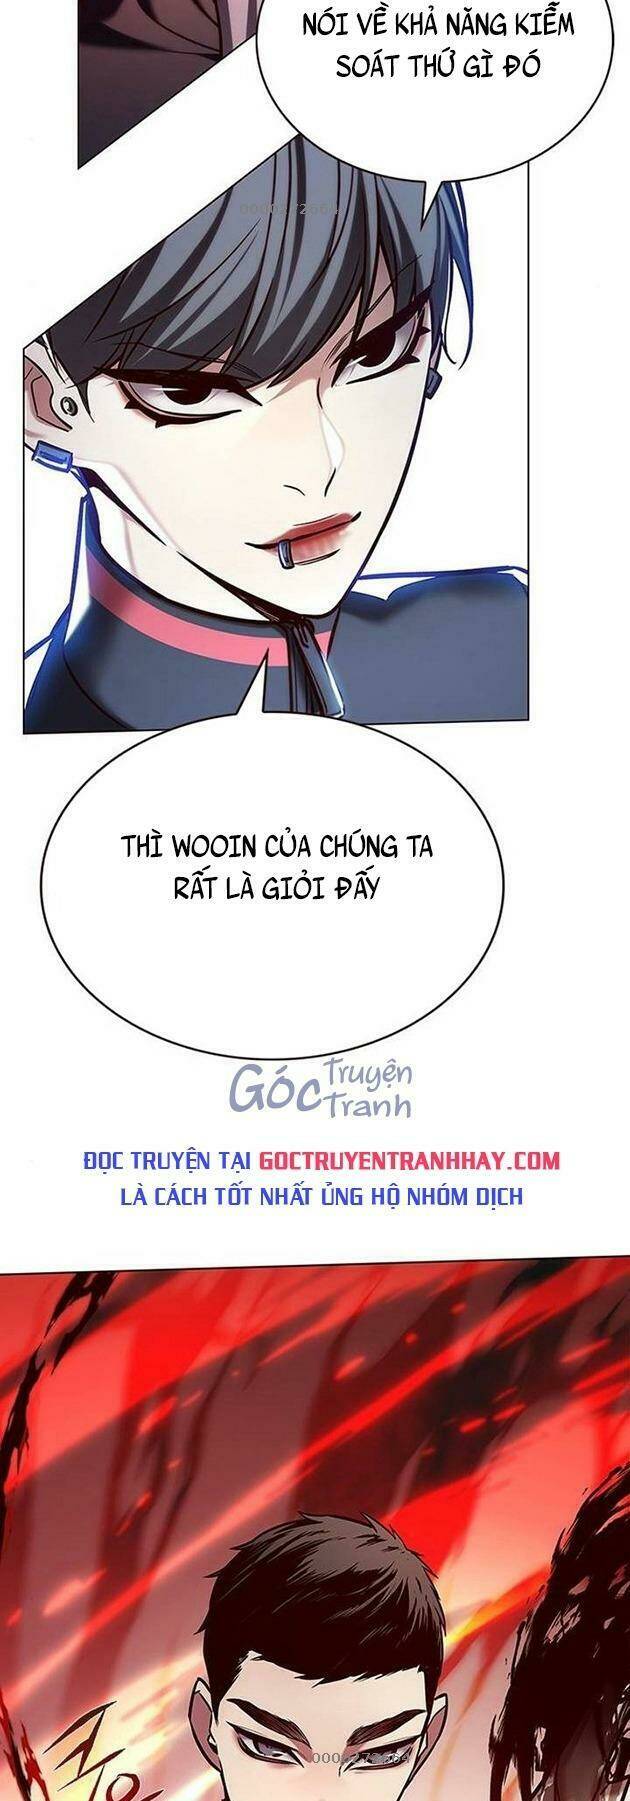 NÓI VỀ KHẢ NĂNG KIỂM
SOÁT THỨ GÌ ĐÓ
THÌ WOOIN CỦA CHÚNG TA
RẤT LÀ GIỎI ĐẤY
Góc Truyện
Tranh
ĐỌC TRUYỆN TẠI GOCTRUYENTRANHHAY.COM
LÀ CÁCH TỐT NHẤT ỦNG HỘ NHÓM DỊCH